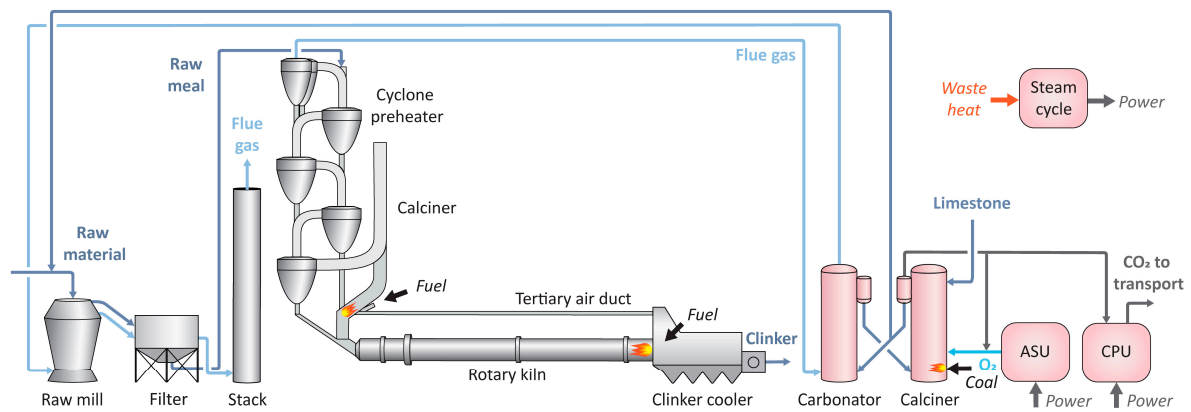 Raw
meal
Flue gas
Cyclone
preheater
Waste
heat
Steam
cycle
Power
Flue
gas
Raw
material
Calciner
Limestone
Fuel
Tertiary air duct
Fuel
CO₂ to
transport
Clinker
Rotary kiln
O₂
Coal
ASU
CPU
Raw mill
Filter
Stack
Clinker cooler
Carbonator
Calciner
Power
Power